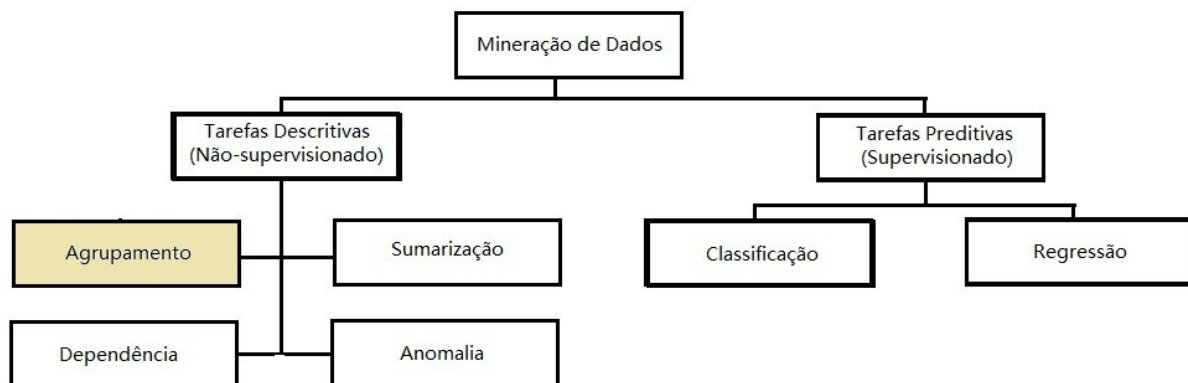 Mineração de Dados
Tarefas Descritivas
(Não-supervisionado)
Tarefas Preditivas
(Supervisionado)
Agrupamento
Sumarização
Classificação
Regressão
Dependência
Anomalia